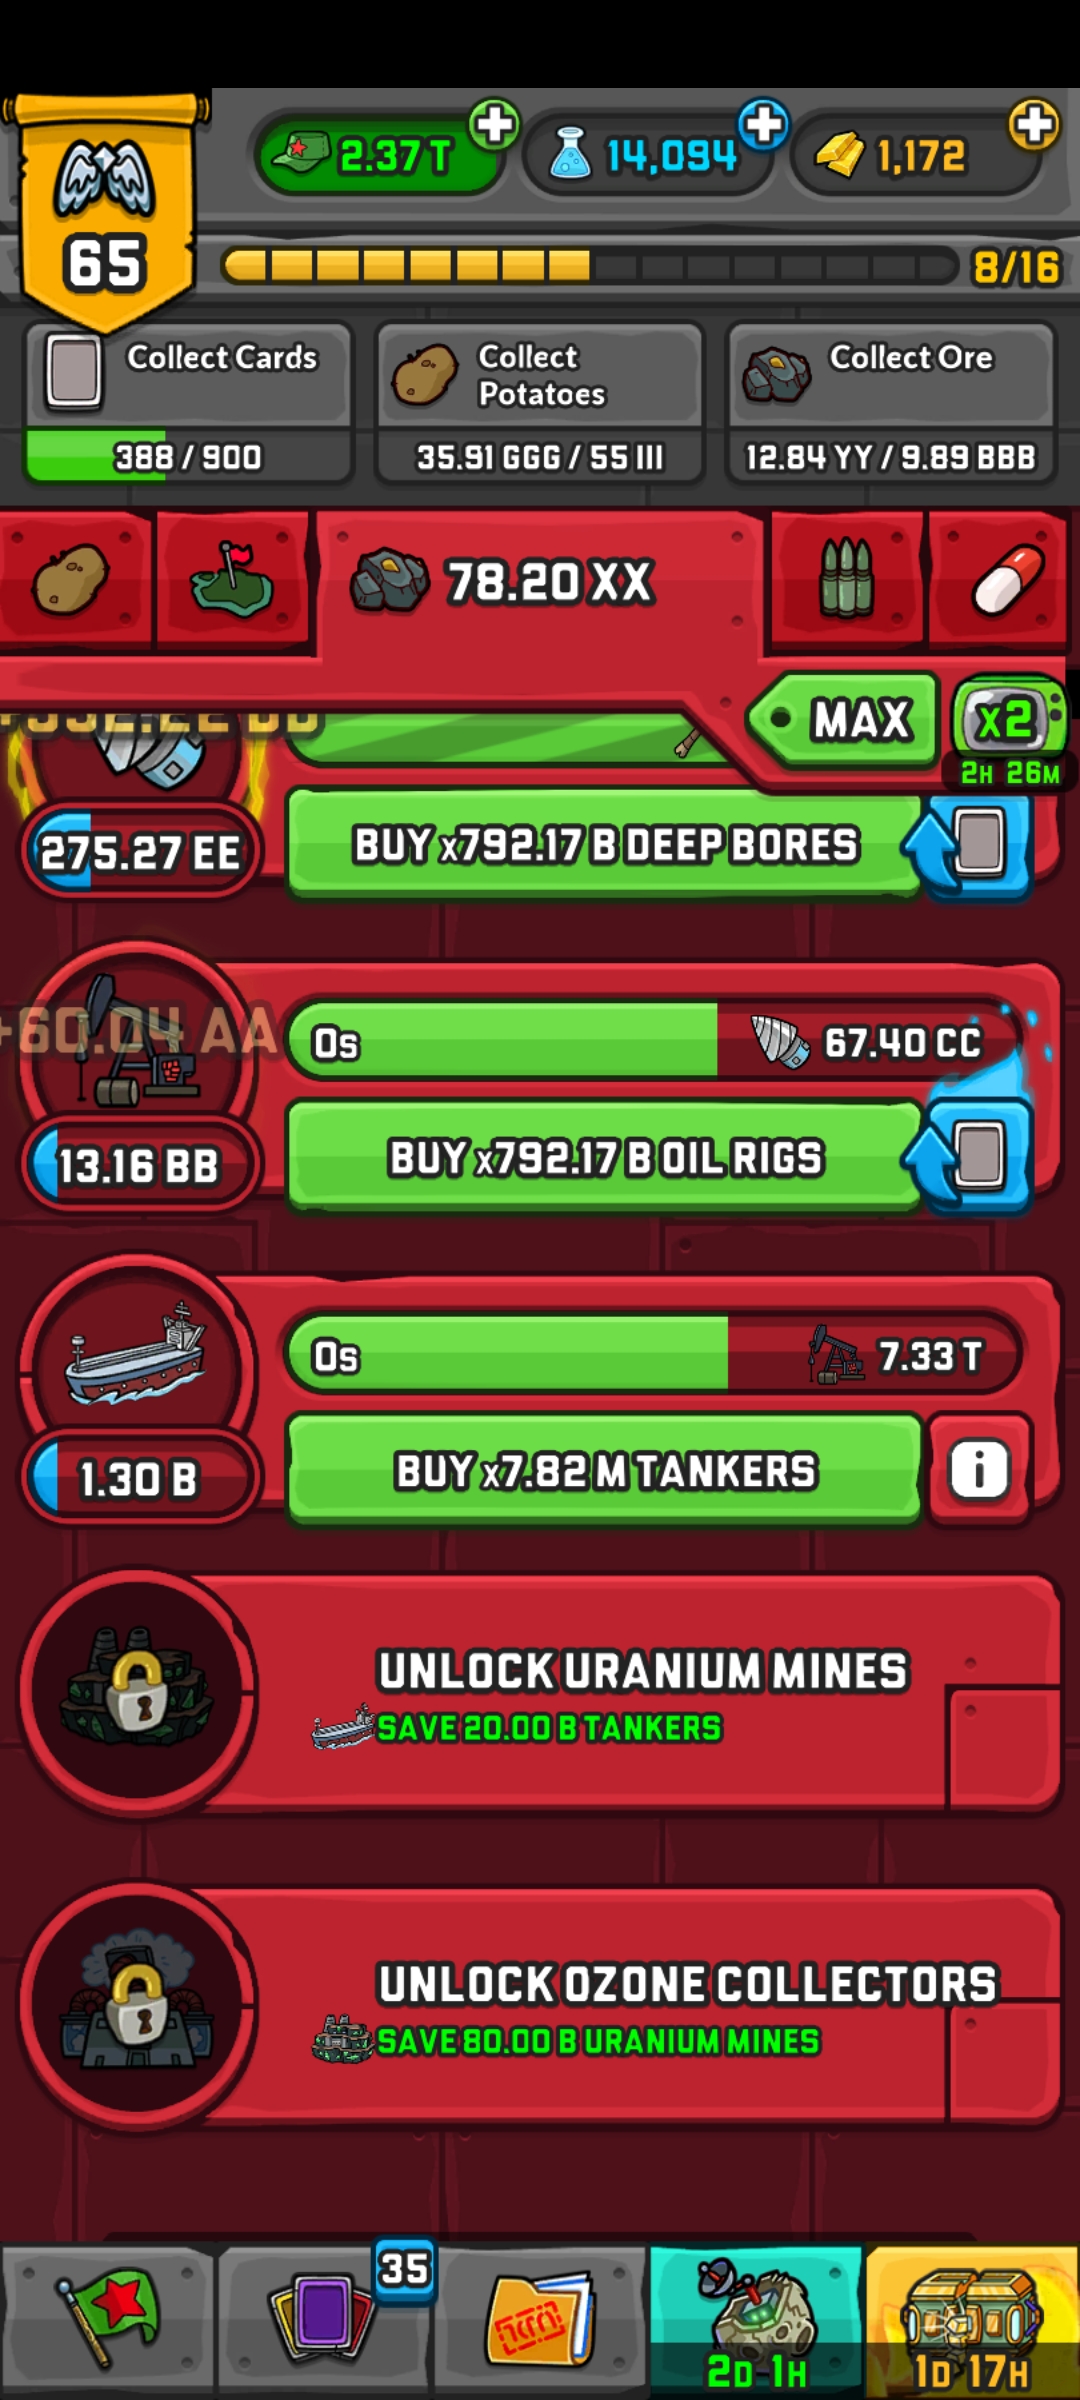 2.37 T
14,094
1,172
65
8/16
Collect Cards
388 / 900
Collect
Potatoes
35.91 GGG / 55 III
Collect Ore
12.84 YY / 9.89 BBB
78.20 XX
MAX
x2
2H 26M
275.27 EE
BUY x792.17 B DEEP BORES
+60.04 AA
0s
67.40 CC
13.16 BB
BUY x792.17 B OIL RIGS
0s
7.33 T
1.30 B
BUY x7.82 M TANKERS
i
UNLOCK URANIUM MINES
SAVE 20.00 B TANKERS
UNLOCK OZONE COLLECTORS
SAVE 80.00 B URANIUM MINES
35
2D 1H
1D 17H